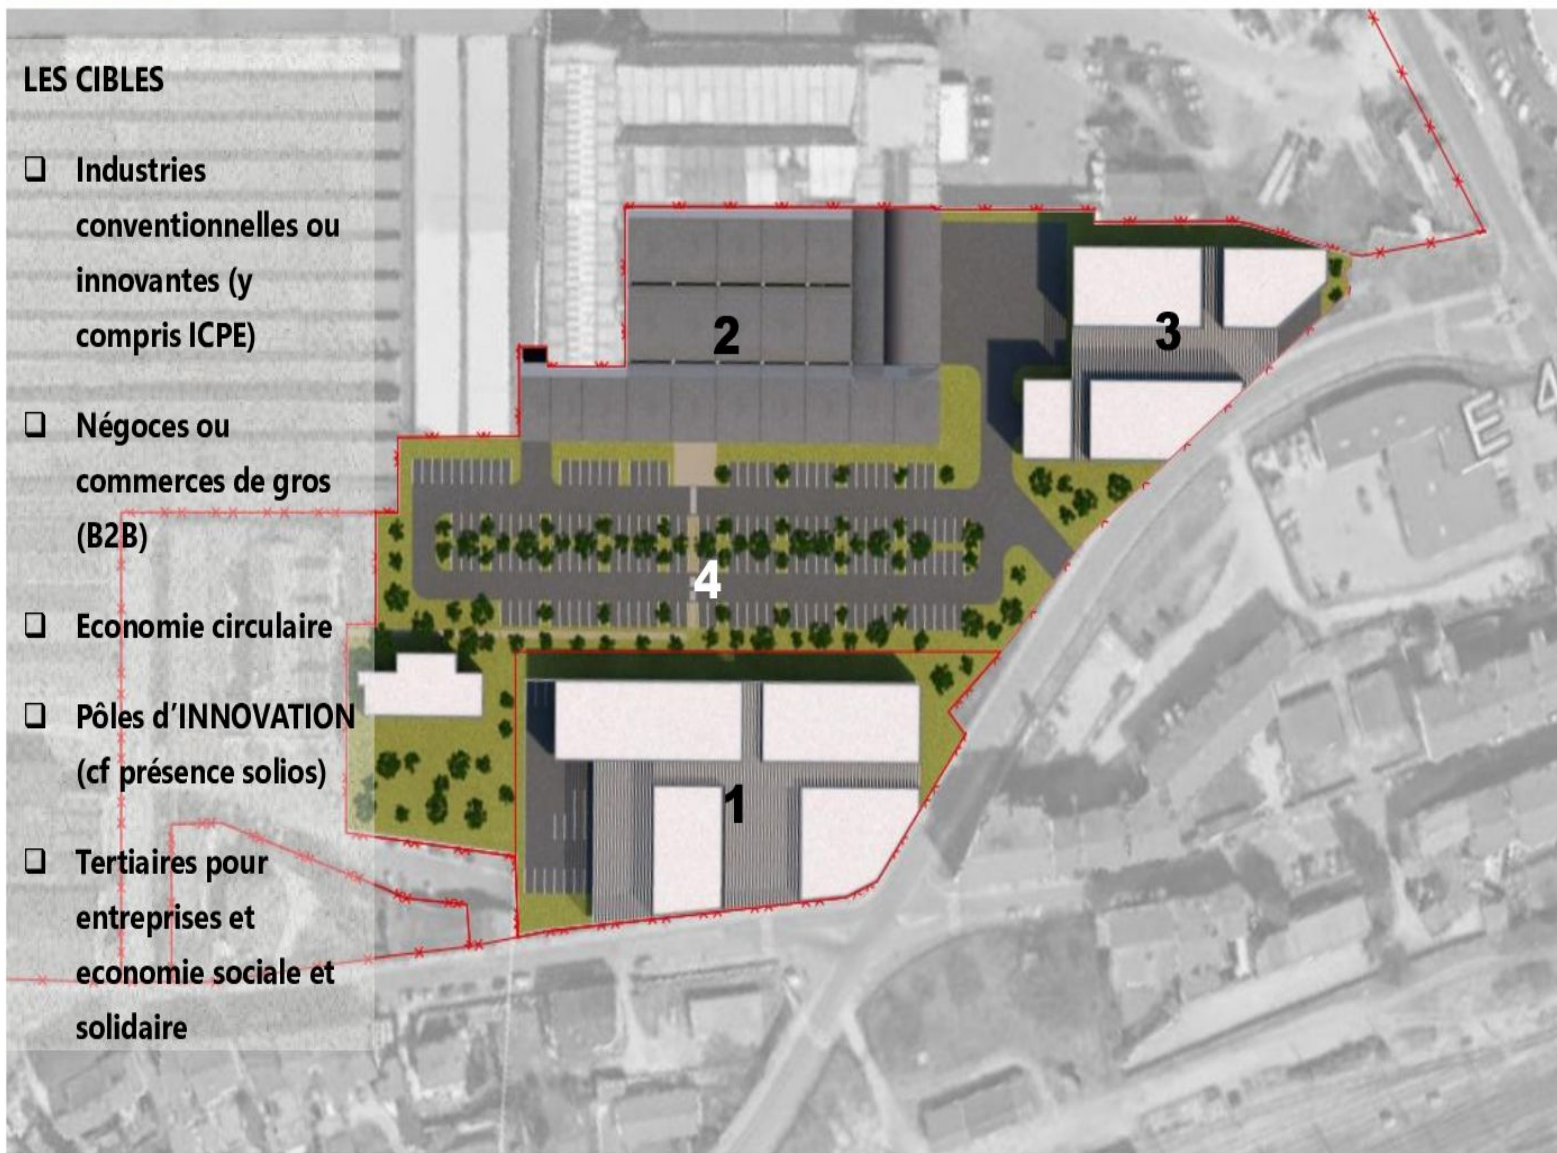 LES CIBLES
❑ Industries
conventionnelles ou
innovantes (y
compris ICPE)
❑ Négoces ou
commerces de gros
(B2B)
❑ Economie circulaire
❑ Pôles d’INNOVATION
(cf présence solios)
❑ Tertiaires pour
entreprises et
economie sociale et
solidaire
2
3
4
1
E 4